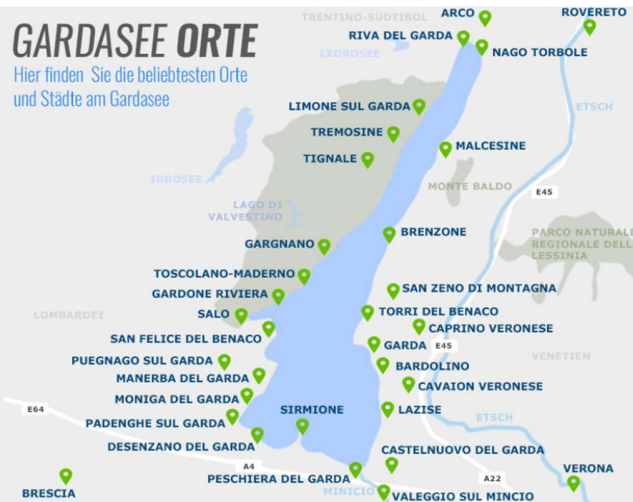 GARDASEE ORTE
Hier finden Sie die beliebtesten Orte
und Städte am Gardasee
TRENTINO-SÜDTIROL
ARCO
ROVERETO
RIVA DEL GARDA
LEDROSEE
NAGO TORBOLE
LIMONE SUL GARDA
ETSCH
TREMOSINE
TIGNALE
MALCESINE
IDROSEE
MONTE BALDO
E45
LAGO DI
VALVESTINO
BRENZONE
PARCO NATURALE
REGIONALE DELL
LESSINIA
GARGNANO
TOSCOLANO-MADERNO
GARDONE RIVIERA
SAN ZENO DI MONTAGNA
LOMBARDEI
SALO
TORRI DEL BENACO
CAPRINO VERONESE
SAN FELICE DEL BENACO
GARDA
E45
VENETIEN
PUEGNAGO SUL GARDA
BARDOLINO
MANERBA DEL GARDA
CAVAION VERONESE
MONIGA DEL GARDA
E64
SIRMIONE
LAZISE
PADENGHE SUL GARDA
ETSCH
DESENZANO DEL GARDA
CASTELNUOVO DEL GARDA
A4
PESCHIERA DEL GARDA
A22
VERONA
BRESCIA
MINICIO
VALEGGIO SUL MINCIO